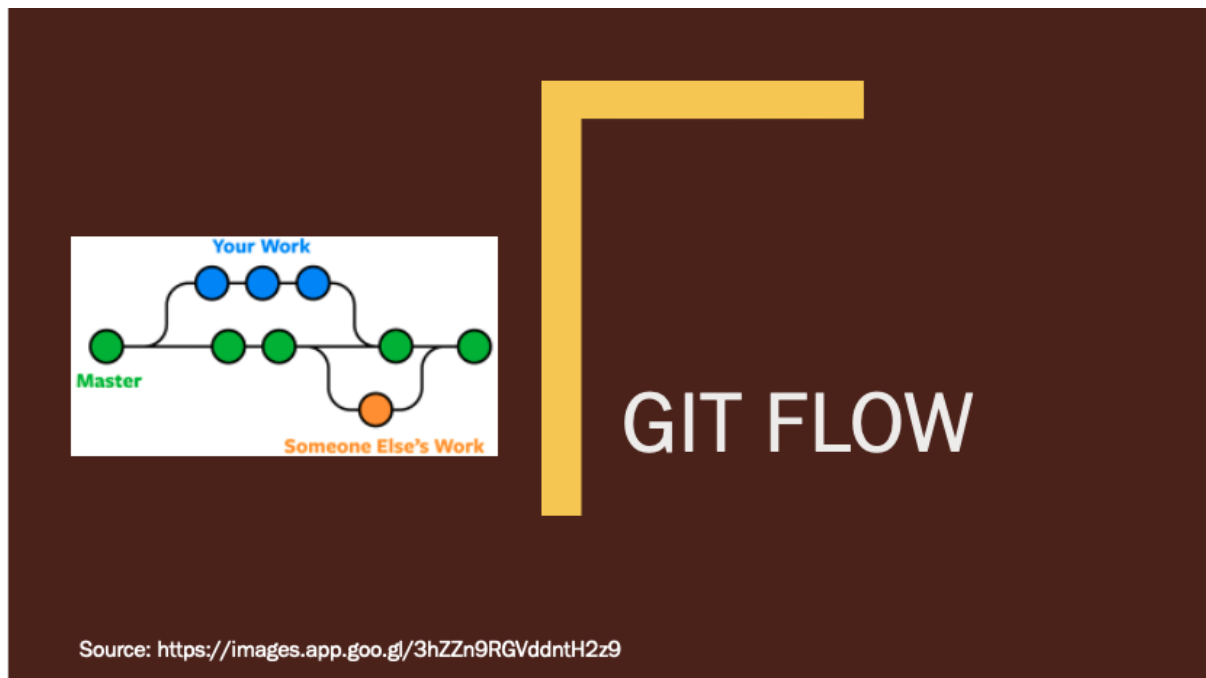 Your Work
Master
Someone Else's Work
GIT FLOW
Source: https://images.app.goo.gl/3hZZn9RGVddntH2z9